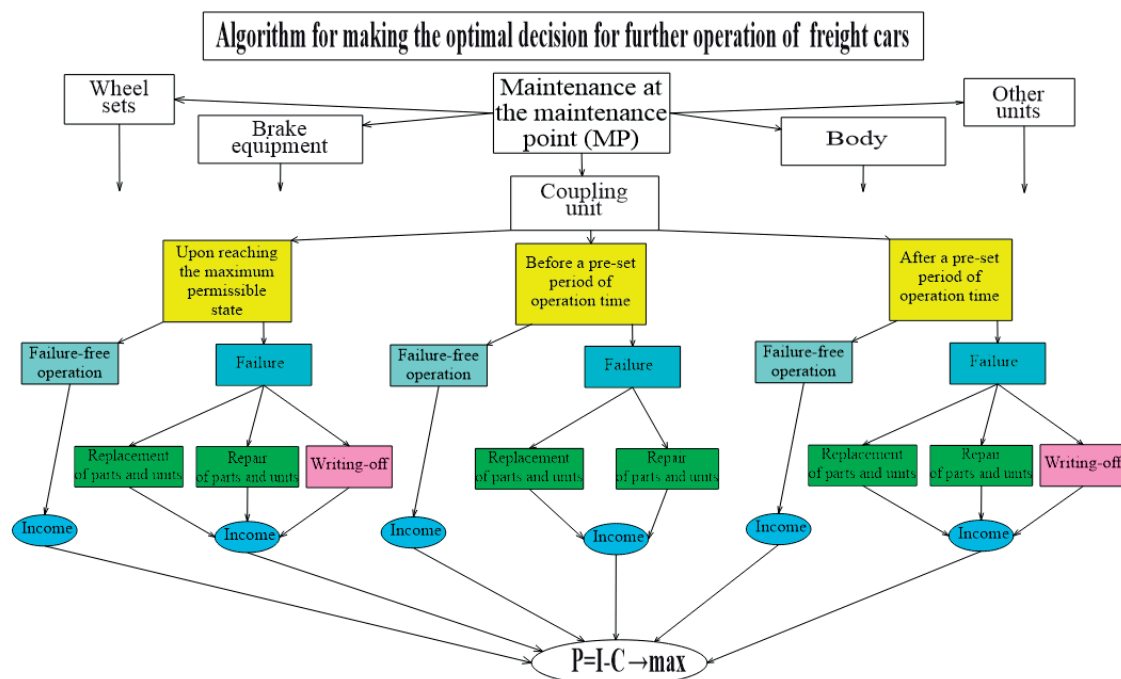 Algorithm for making the optimal decision for further operation of freight cars
Wheel
sets
Brake
equipment
Maintenance at
the maintenance
point (MP)
Body
Other
units
Coupling
unit
Upon reaching
the maximum
permissible
state
Before a pre-set
period of
operation time
After a pre-set
period of
operation time
Failure-free
operation
Failure
Failure-free
operation
Failure
Failure-free
operation
Failure
Replacement
of parts and units
Repair
of parts and units
Writing-off
Replacement
of parts and units
Repair
of parts and units
Replacement
of parts and units
Repair
of parts and units
Writing-off
Income
Income
Income
Income
Income
Income
P=I-C→max